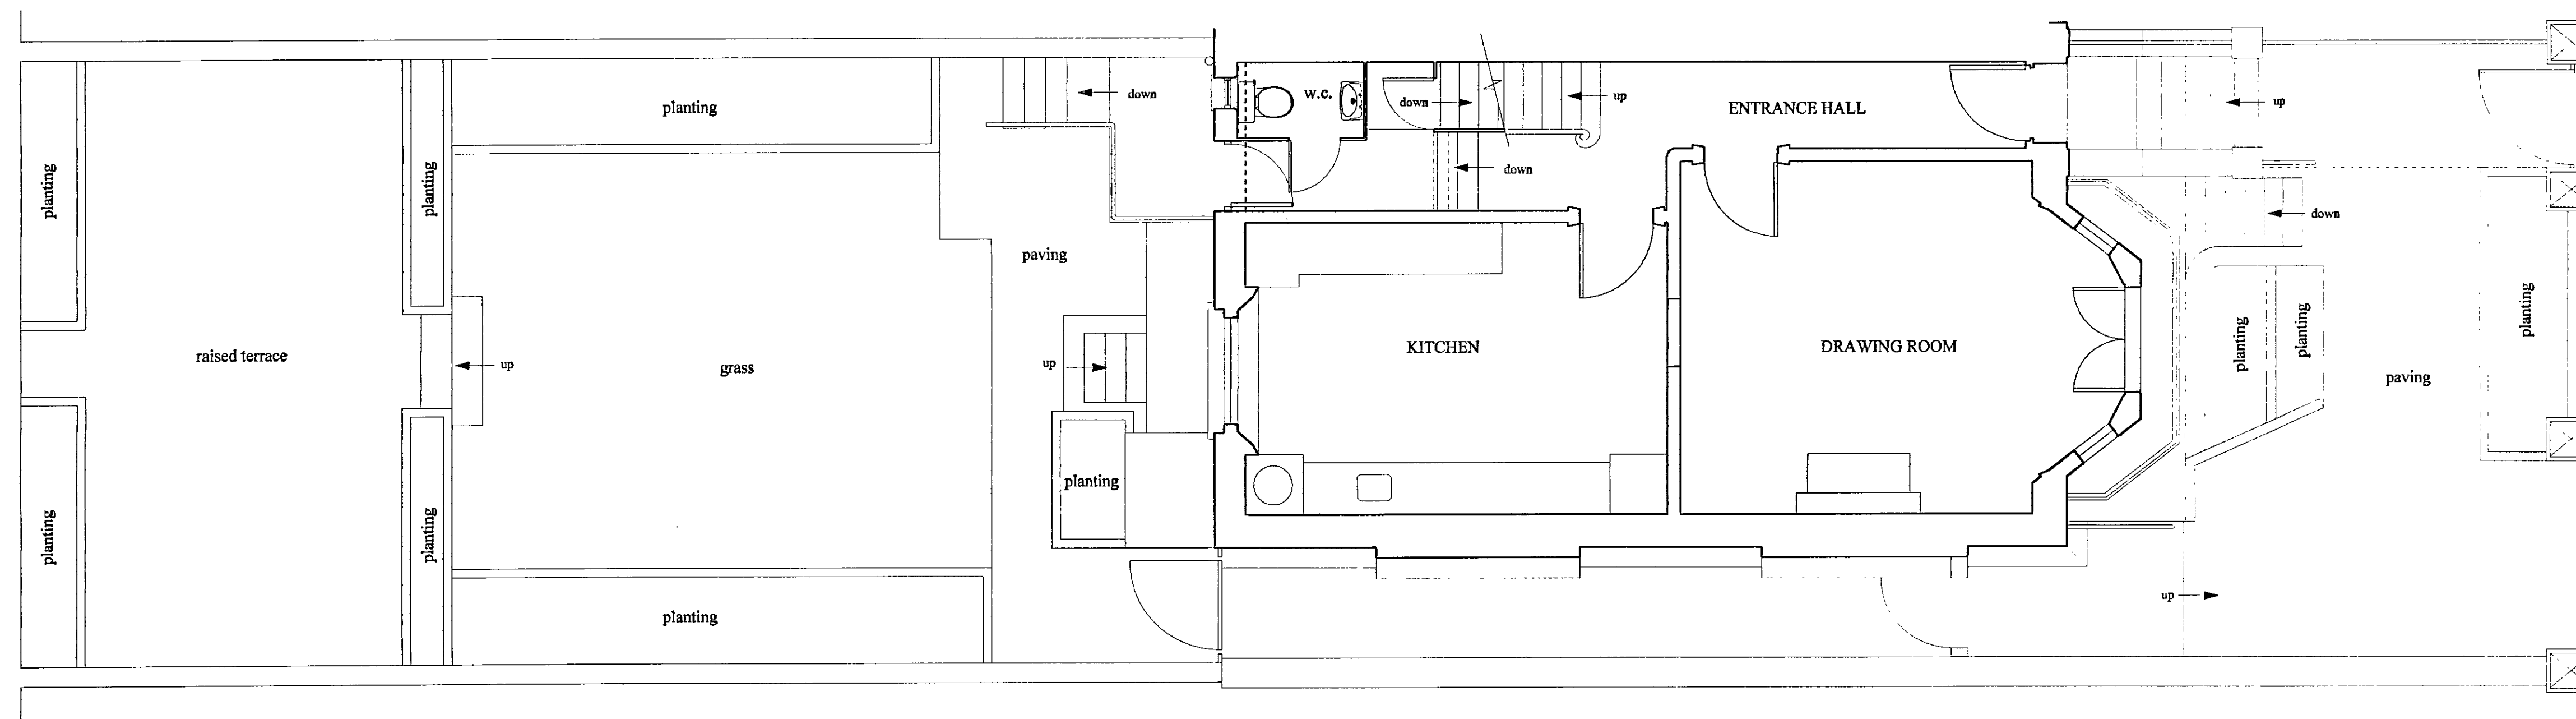 planting
planting
raised terrace
planting
planting
up
planting
grass
planting
down
paving
up
planting
w.c.
down
up
down
ENTRANCE HALL
KITCHEN
DRAWING ROOM
up
down
planting
planting
paving
planting
up